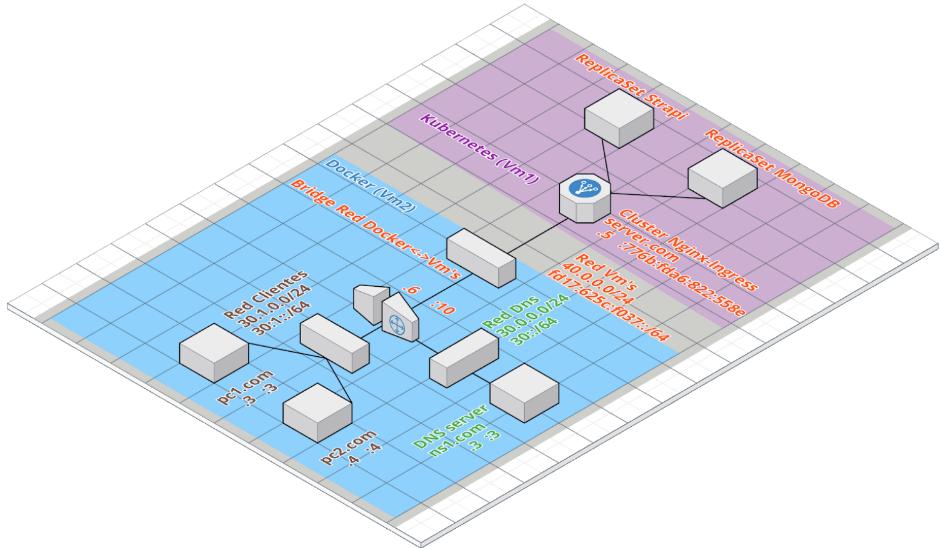 ReplicaSet Strapi
ReplicaSet MongoDB
Kubernetes (Vm1)
Cluster Nginx-Ingress
server.com
.5 :776b:fda6:822:558e
Docker (Vm2)
Bridge Red Docker<->Vm's
Red Vm's
40.0.0.0/24
fd17:625c:f037::/64
.6 ::10
Red Clientes
30.1.0.0/24
30:1::/64
Red Dns
30.0.0.0/24
30::/64
pc1.com
.3 ::3
pc2.com
.4 ::4
DNS server
ns1.com
.3 ::3